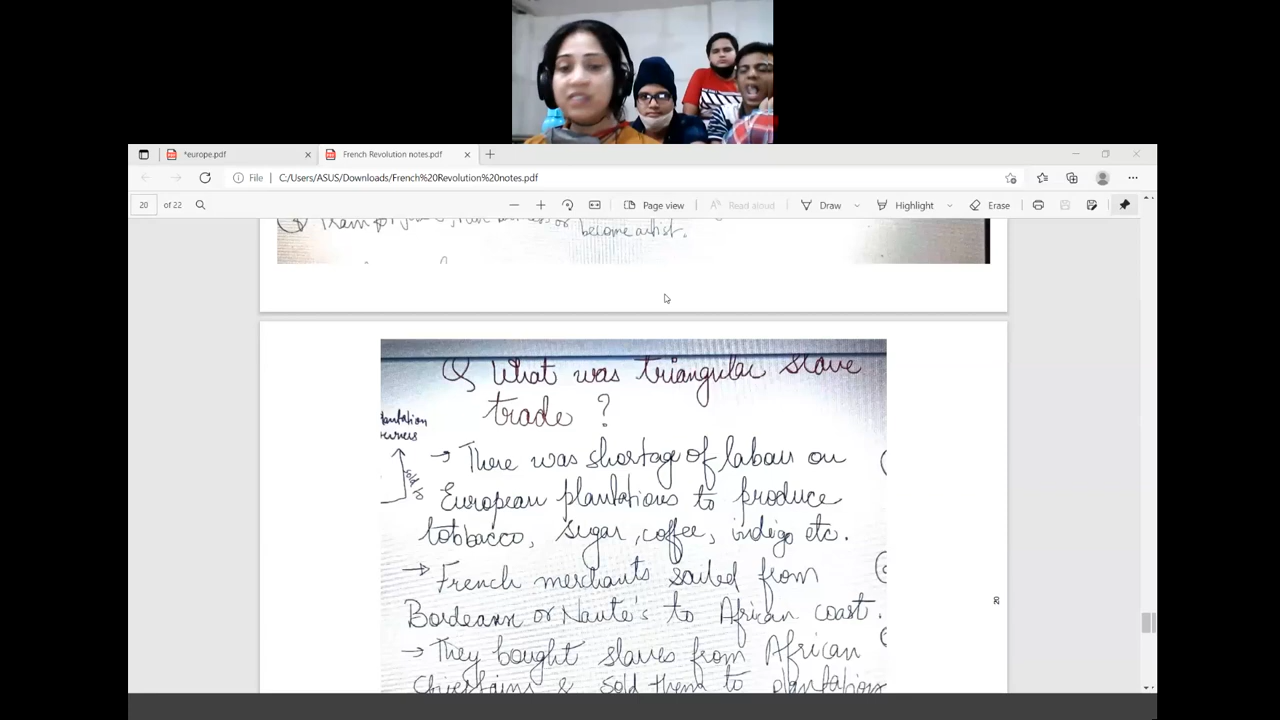 *europe.pdf
French Revolution notes.pdf
File C:/Users/ASUS/Downloads/French%20Revolution%20notes.pdf
20 of 22
Page view
Read aloud
Draw
Highlight
Erase
become artist.
Q What was triangular slave
trade ?
→ There was shortage of labour on
European plantations to produce
tobbacco, sugar, coffee, indigo etc.
→ French merchants sailed from
Bordeaux or Nante's to African coast.
→ They bought slaves from African
Chieftains & sold them to plantation
sold to
20